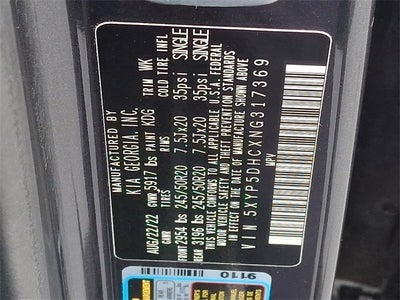 MANUFACTURED BY
KIA GEORGIA, INC.
AUG/22/22 PAINT KDG TRIM WK
GVWR 5917 lbs COLD TIRE INFL
GAWR
FRONT 2954 lbs 245/50R20 7.5Jx20 35psi SINGLE
REAR 3196 lbs 245/50R20 7.5Jx20 35psi SINGLE
THIS VEHICLE CONFORMS TO ALL APPLICABLE U.S.A FEDERAL
MOTOR VEHICLE SAFETY, BUMPER, AND THEFT PREVENTION STANDARDS
IN EFFECT ON THE DATE OF MANUFACTURE SHOWN ABOVE.
VIN 5XYP5DHCXNG317369
MPV
9110